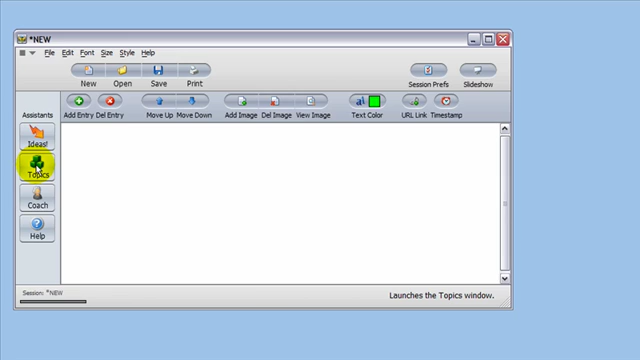 *NEW
File Edit Font Size Style Help
New Open Save Print Session Prefs Slideshow
Assistants Add Entry Del Entry Move Up Move Down Add Image Del Image View Image aI Text Color URL Link Timestamp
Ideas!
Topics
Coach
Help
Session: *NEW
Launches the Topics window.